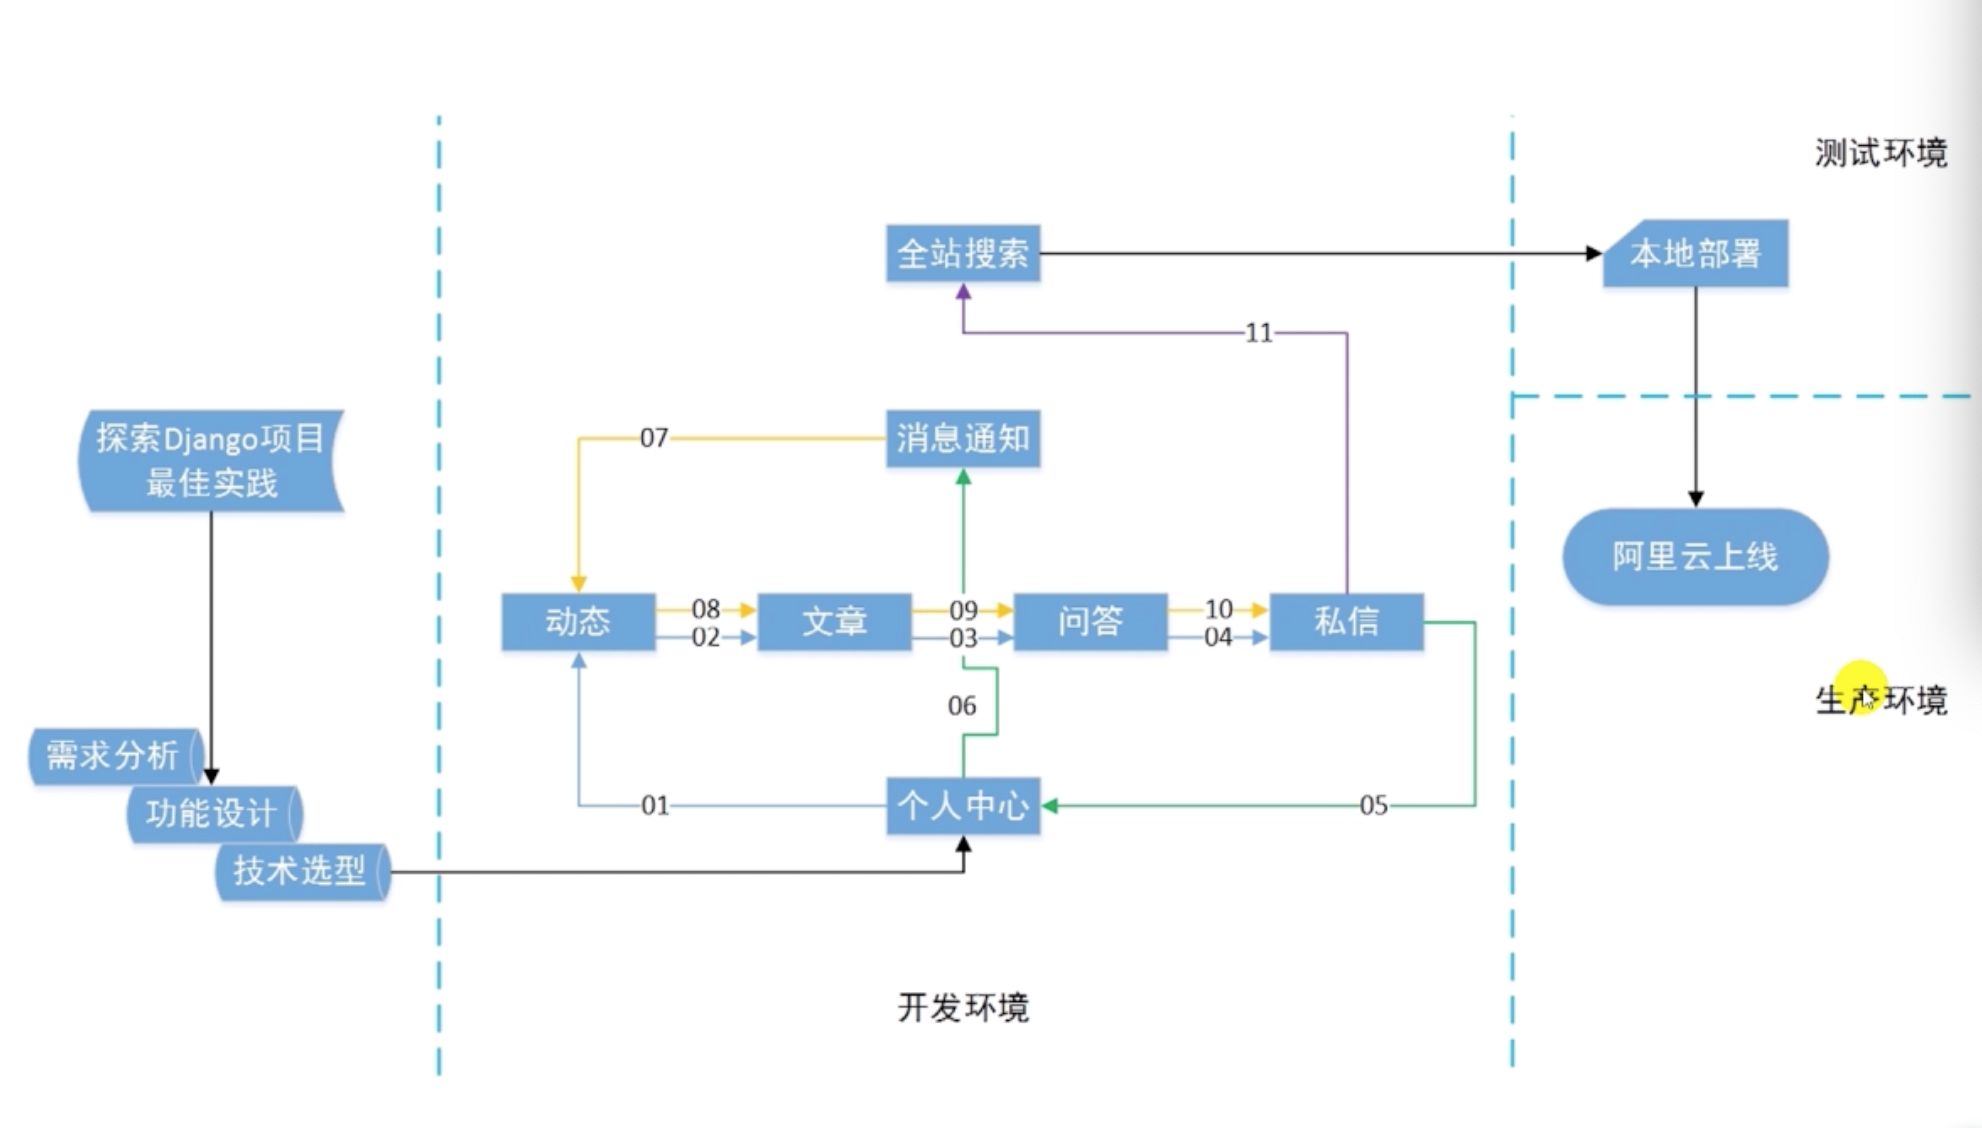 测试环境
全站搜索
本地部署
11
探索Django项目
最佳实践
07
消息通知
阿里云上线
动态
08
02
文章
09
03
问答
10
04
私信
06
生产环境
需求分析
功能设计
技术选型
01
个人中心
05
开发环境